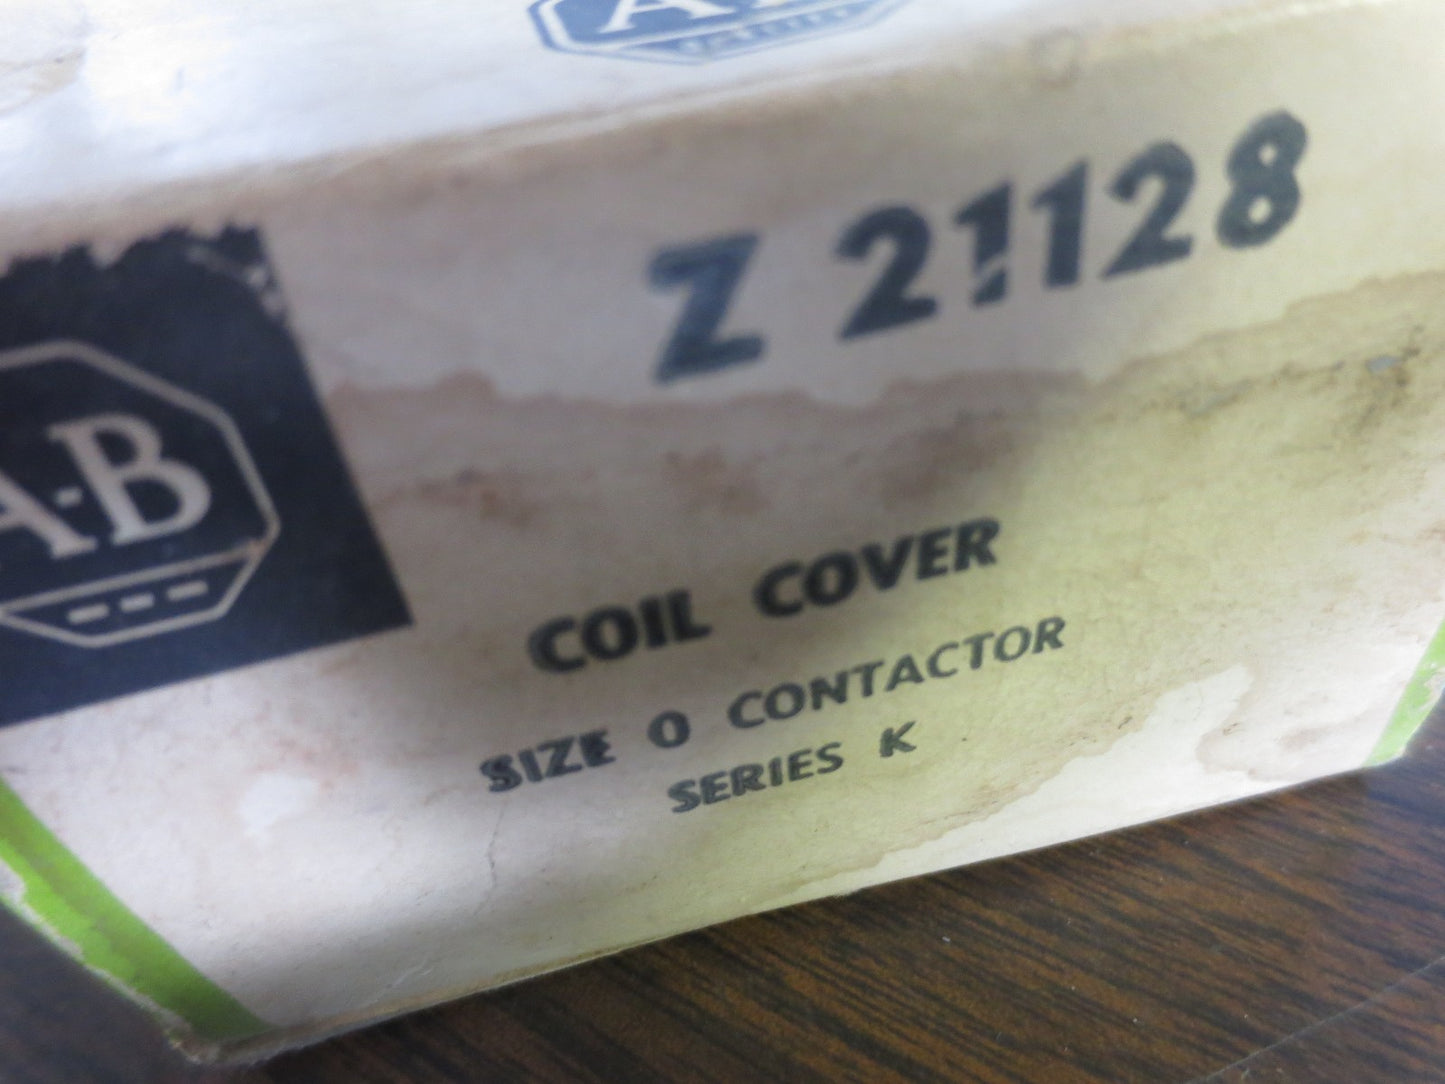 Z 21128
A-B
COIL COVER
SIZE 0 CONTACTOR
SERIES K